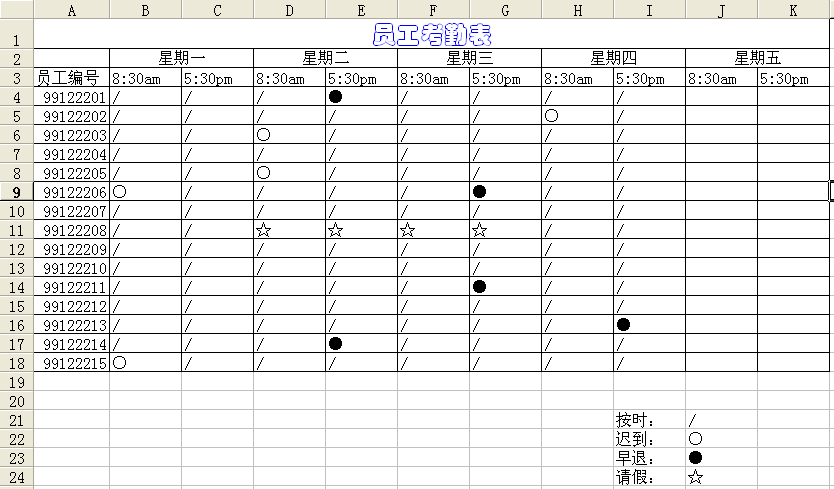 A B C D E F G H I J K
1 员工考勤表
2 星期一 星期二 星期三 星期四 星期五
3 员工编号 8:30am 5:30pm 8:30am 5:30pm 8:30am 5:30pm 8:30am 5:30pm 8:30am 5:30pm
4 99122201 / / / ● / / / /
5 99122202 / / / / / / ○ /
6 99122203 / / ○ / / / / /
7 99122204 / / / / / / / /
8 99122205 / / ○ / / / / /
9 99122206 ○ / / / / ● / /
10 99122207 / / / / / / / /
11 99122208 / / ☆ ☆ ☆ ☆ / /
12 99122209 / / / / / / / /
13 99122210 / / / / / / / /
14 99122211 / / / / / ● / /
15 99122212 / / / / / / / /
16 99122213 / / / / / / / ●
17 99122214 / / / ● / / / /
18 99122215 ○ / / / / / / /
19
20
21 按时： /
22 迟到： ○
23 早退： ●
24 请假： ☆